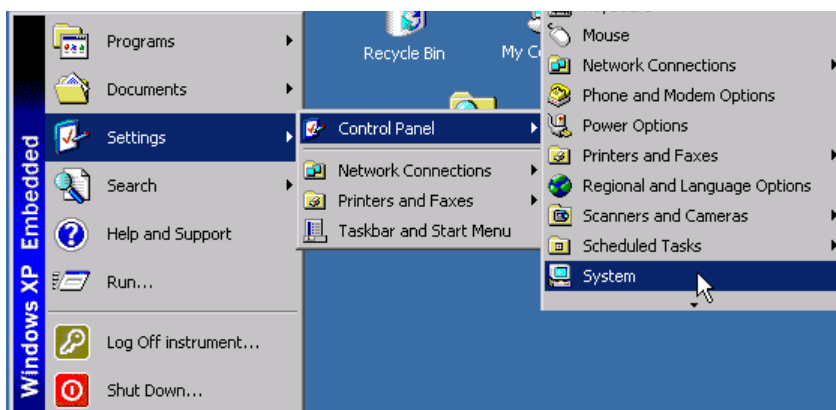 Windows XP Embedded
Programs
Documents
Settings
Search
Help and Support
Run...
Log Off instrument...
Shut Down...
Recycle Bin
My Co
Control Panel
Network Connections
Printers and Faxes
Taskbar and Start Menu
Mouse
Network Connections
Phone and Modem Options
Power Options
Printers and Faxes
Regional and Language Options
Scanners and Cameras
Scheduled Tasks
System